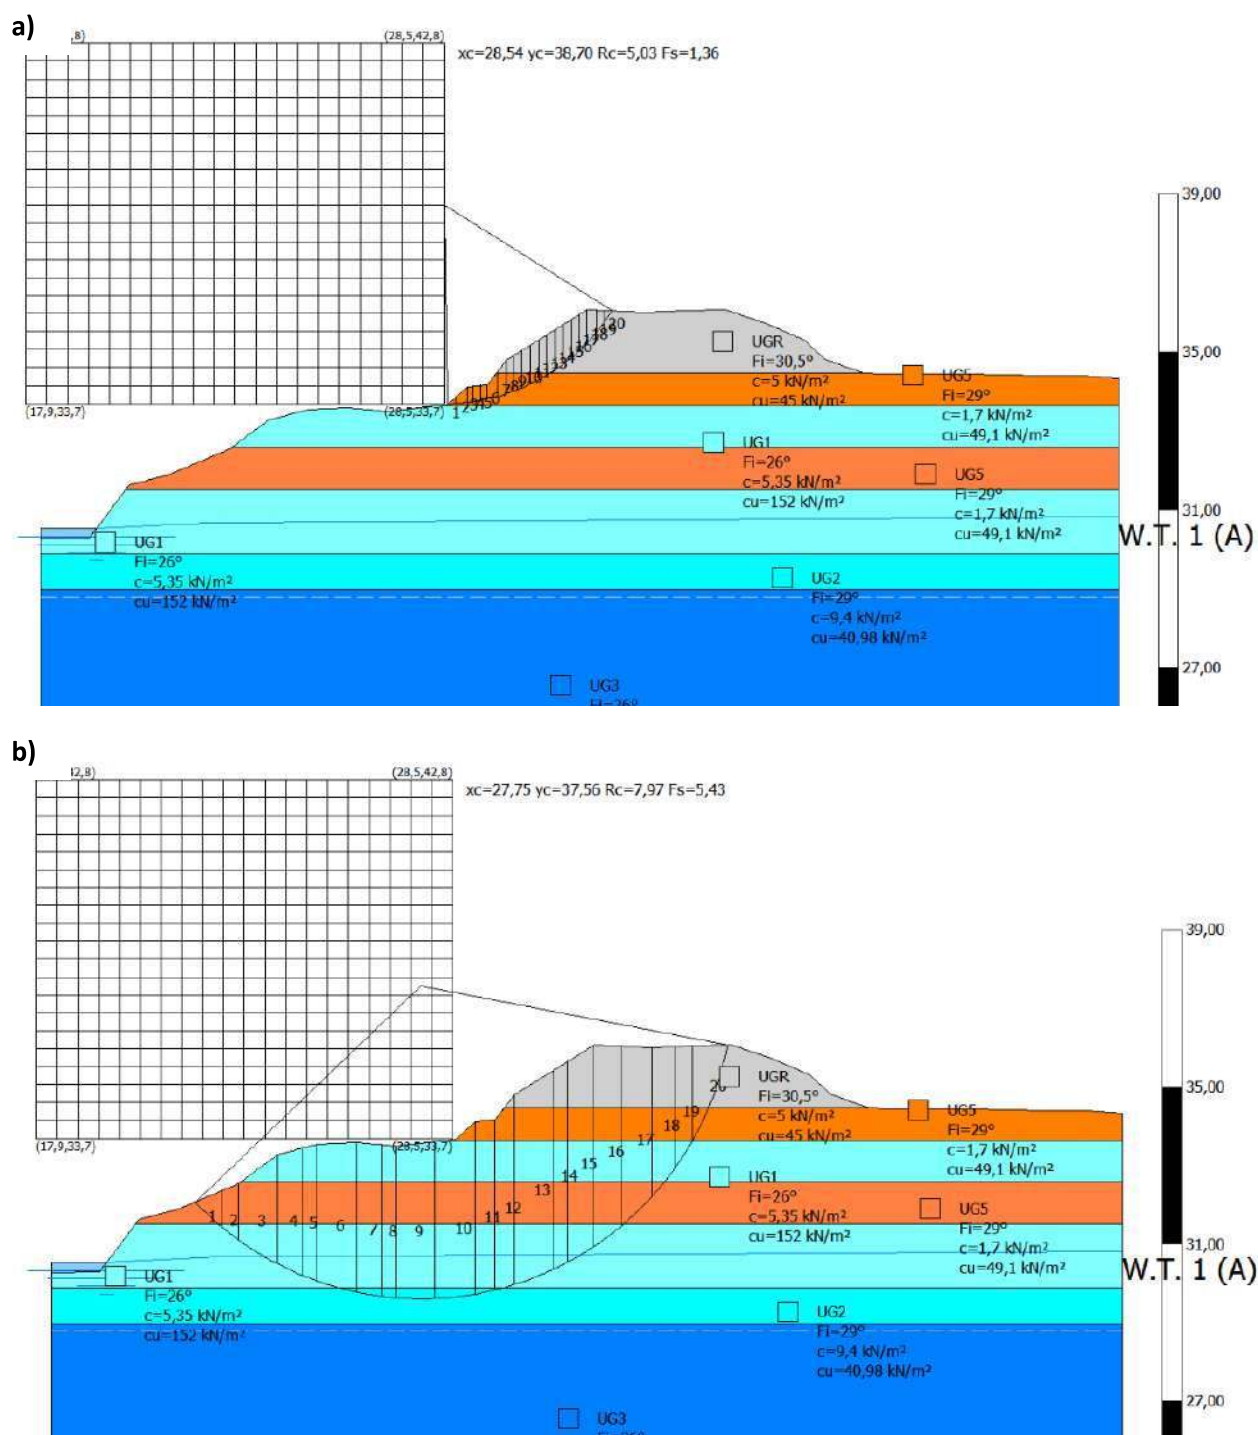 a)
,8)
(28,5,42,8)
xc=28,54 yc=38,70 Rc=5,03 Fs=1,36
39,00
20
UGR
Fi=30,5°
c=5 kN/m²
cu=45 kN/m²
35,00
UG5
Fi=29°
c=1,7 kN/m²
cu=49,1 kN/m²
(17,9,33,7)
(28,5,33,7)
1
UG1
Fi=26°
c=5,35 kN/m²
cu=152 kN/m²
UG5
Fi=29°
c=1,7 kN/m²
cu=49,1 kN/m²
31,00
W.T. 1 (A)
UG1
Fi=26°
c=5,35 kN/m²
cu=152 kN/m²
UG2
Fi=29°
c=9,4 kN/m²
cu=40,98 kN/m²
27,00
UG3
Fi=26°
b)
12,8)
(28,5,42,8)
xc=27,75 yc=37,56 Rc=7,97 Fs=5,43
39,00
UGR
Fi=30,5°
c=5 kN/m²
cu=45 kN/m²
35,00
UG5
Fi=29°
c=1,7 kN/m²
cu=49,1 kN/m²
(17,9,33,7)
(28,5,33,7)
1 2 3 4 5 6 7 8 9 10 11 12 13 14 15 16 17 18 19 20
UG1
Fi=26°
c=5,35 kN/m²
cu=152 kN/m²
UG5
Fi=29°
c=1,7 kN/m²
cu=49,1 kN/m²
31,00
W.T. 1 (A)
UG1
Fi=26°
c=5,35 kN/m²
cu=152 kN/m²
UG2
Fi=29°
c=9,4 kN/m²
cu=40,98 kN/m²
27,00
UG3